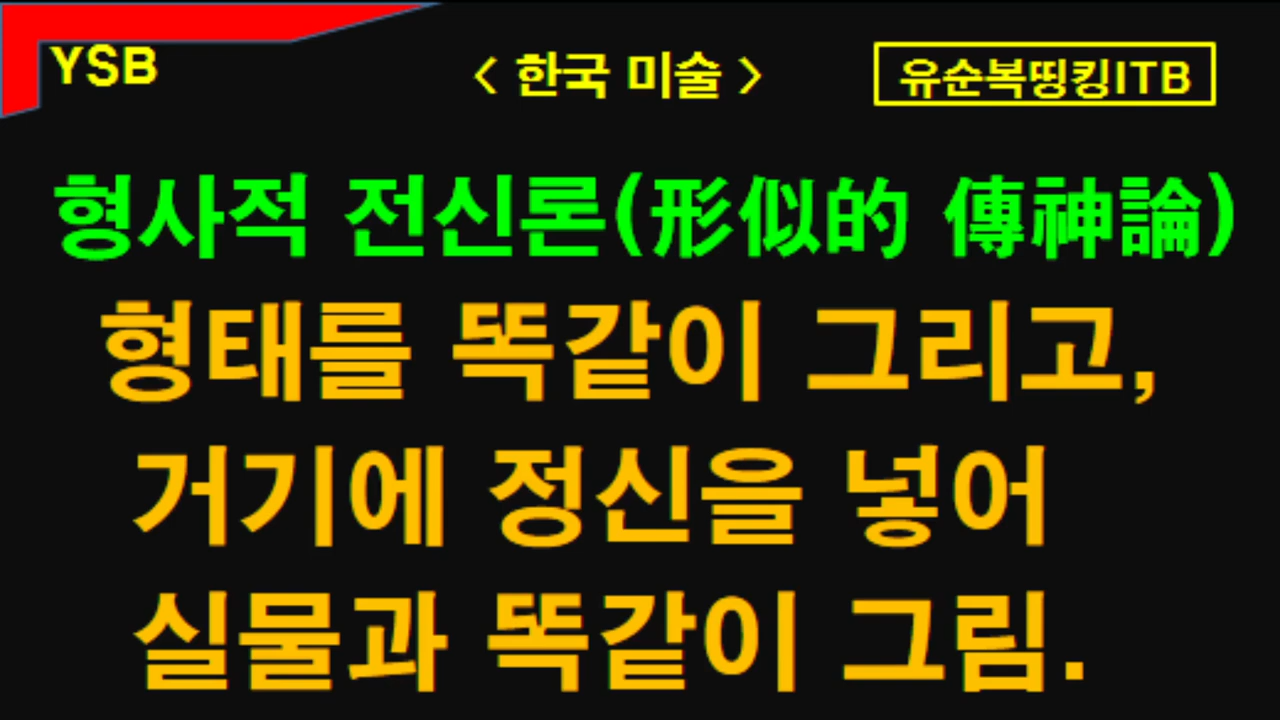 YSB
< 한국 미술 >
유순복띵킹ITB
형사적 전신론(形似的 傳神論)
형태를 똑같이 그리고,
거기에 정신을 넣어
실물과 똑같이 그림.